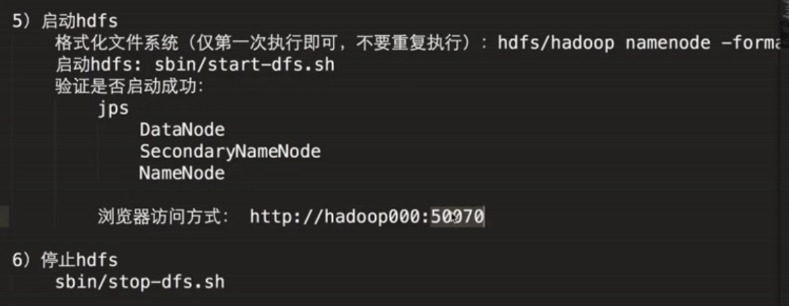 5）启动hdfs
格式化文件系统（仅第一次执行即可，不要重复执行）：hdfs/hadoop namenode -forma
启动hdfs: sbin/start-dfs.sh
验证是否启动成功：
jps
DataNode
SecondaryNameNode
NameNode
浏览器访问方式： http://hadoop000:50070
6）停止hdfs
sbin/stop-dfs.sh